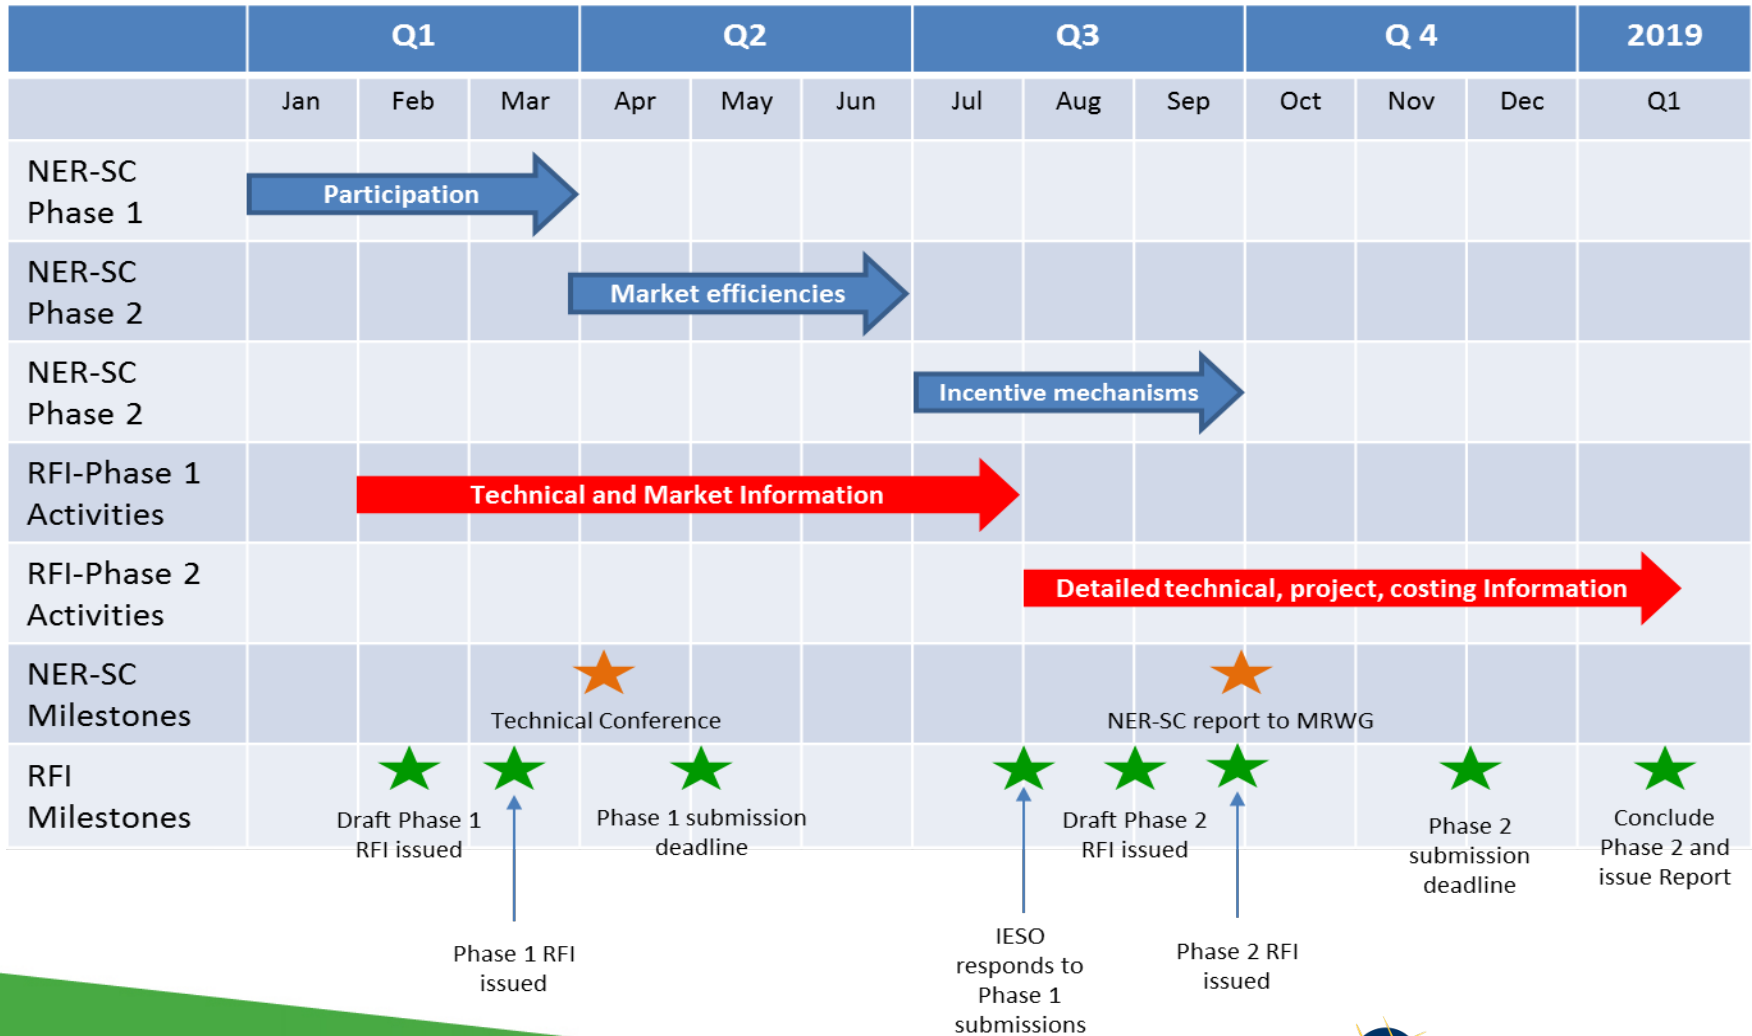 Q1 Q2 Q3 Q 4 2019
Jan Feb Mar Apr May Jun Jul Aug Sep Oct Nov Dec Q1
NER-SC
Phase 1
Participation
NER-SC
Phase 2
Market efficiencies
NER-SC
Phase 2
Incentive mechanisms
RFI-Phase 1
Activities
Technical and Market Information
RFI-Phase 2
Activities
Detailed technical, project, costing Information
NER-SC
Milestones
Technical Conference
NER-SC report to MRWG
RFI
Milestones
Draft Phase 1
RFI issued
Phase 1 RFI
issued
Phase 1 submission
deadline
IESO
responds to
Phase 1
submissions
Draft Phase 2
RFI issued
Phase 2 RFI
issued
Phase 2
submission
deadline
Conclude
Phase 2 and
issue Report